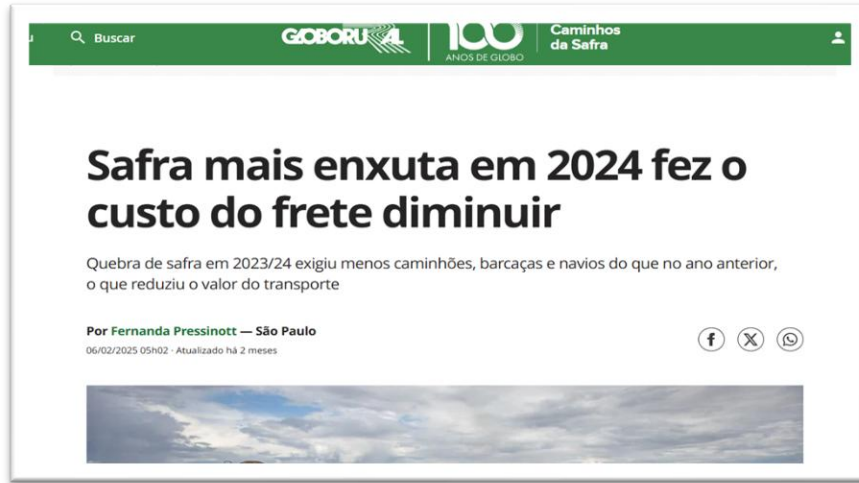 Buscar
GLOBORURAL
100
ANOS DE GLOBO
Caminhos
da Safra
Safra mais enxuta em 2024 fez o
custo do frete diminuir
Quebra de safra em 2023/24 exigiu menos caminhões, barcaças e navios do que no ano anterior,
o que reduziu o valor do transporte
Por Fernanda Pressinott — São Paulo
06/02/2025 05h02 · Atualizado há 2 meses